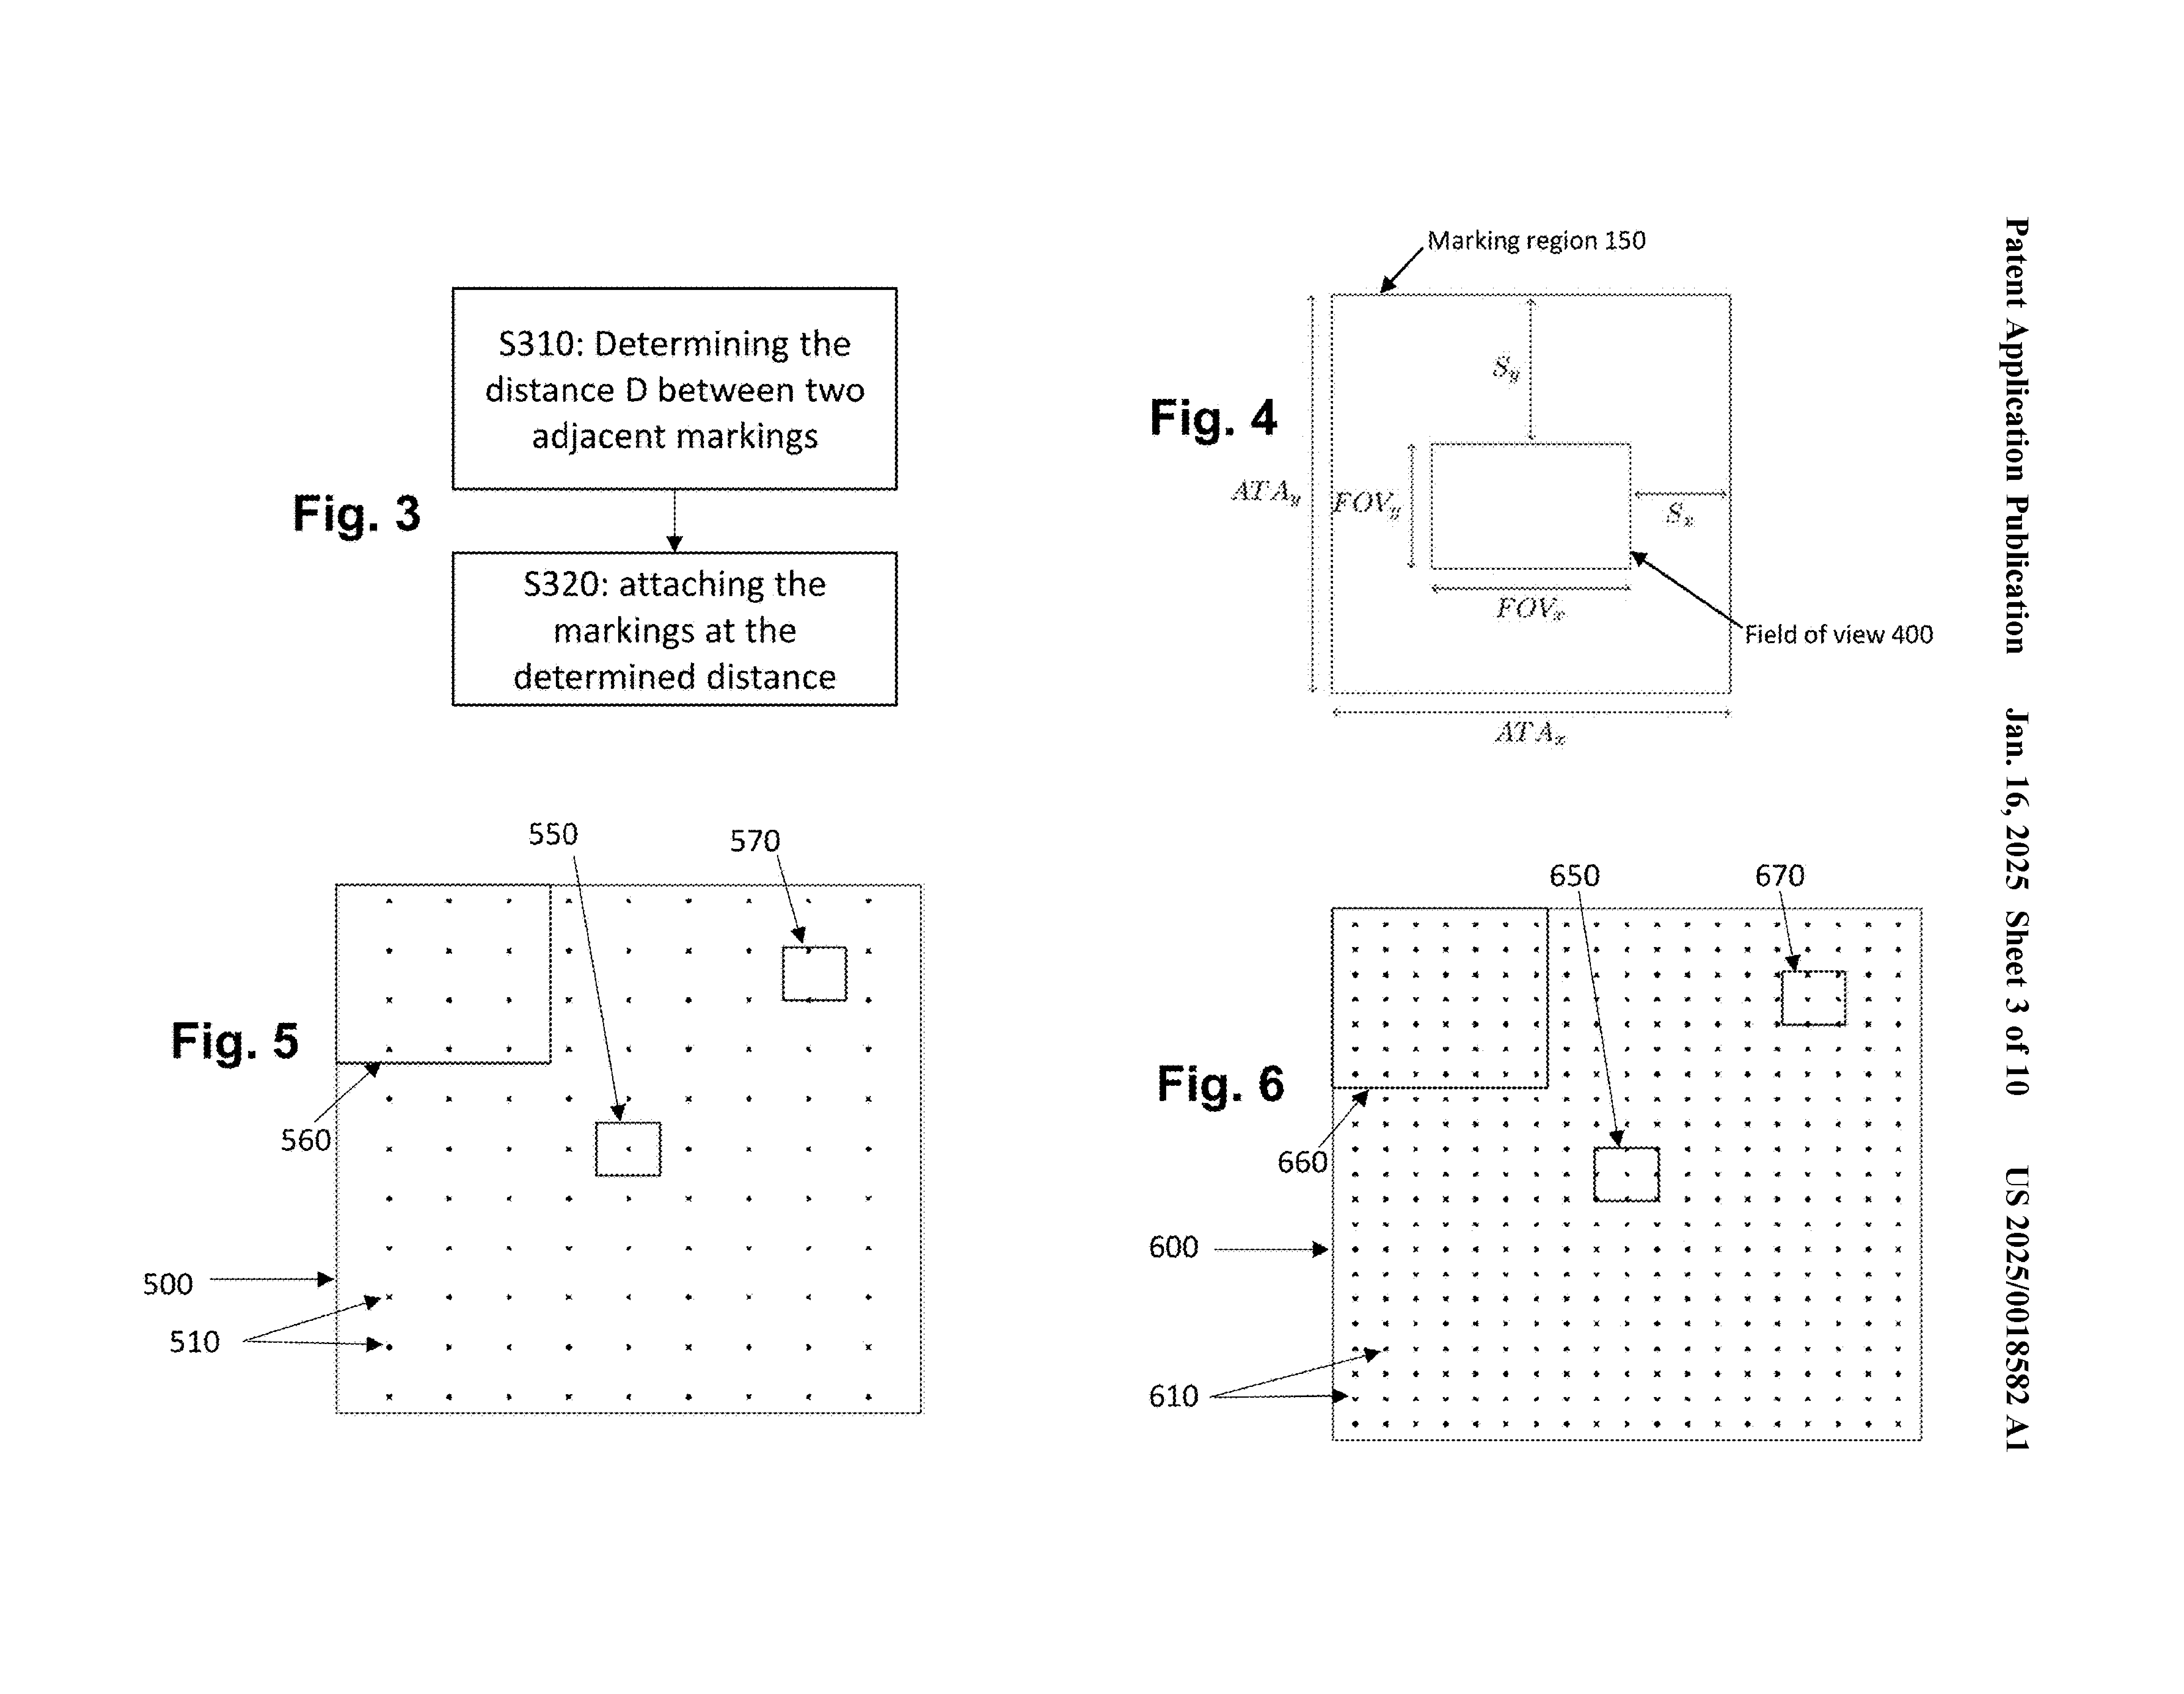 Patent Application Publication Jan. 16, 2025 Sheet 3 of 10 US 2025/0018582 A1
S310: Determining the
distance D between two
adjacent markings
Fig. 3
S320: attaching the
markings at the
determined distance
Marking region 150
Fig. 4
S_y
ATA_y
FOV_y
S_x
FOV_x
Field of view 400
ATA_x
550
570
Fig. 5
560
500
510
650
670
Fig. 6
660
600
610